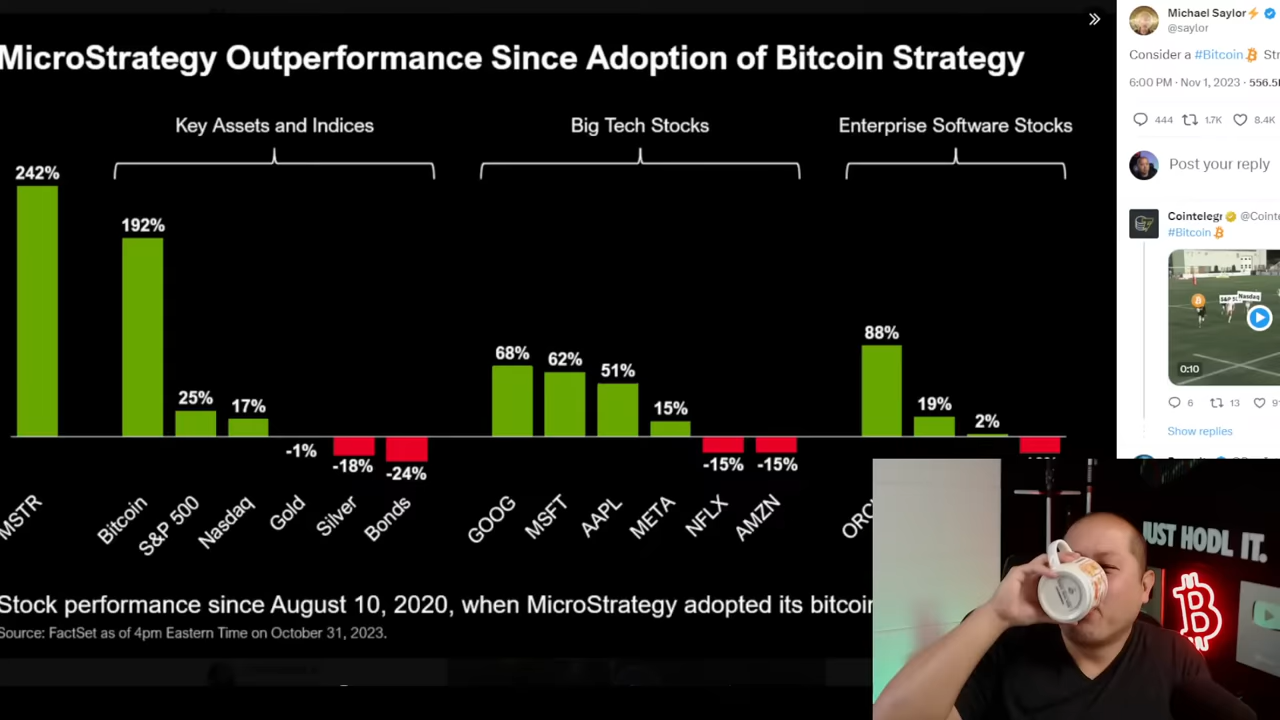 MicroStrategy Outperformance Since Adoption of Bitcoin Strategy
Key Assets and Indices
Big Tech Stocks
Enterprise Software Stocks
242%
192%
25%
17%
-1%
-18%
-24%
68%
62%
51%
15%
-15%
-15%
88%
19%
2%
MSTR
Bitcoin
S&P 500
Nasdaq
Gold
Silver
Bonds
GOOG
MSFT
AAPL
META
NFLX
AMZN
Stock performance since August 10, 2020, when MicroStrategy adopted its
Source: FactSet as of 4pm Eastern Time on October 31, 2023.
Michael Saylor⚡
@saylor
Consider a #Bitcoin
6:00 PM · Nov 1, 2023 ·
444 1.7K 8.4K
Post your reply
#Bitcoin
S&P 500 Nasdaq
0:10
6 13
Show replies
JUST HODL IT.